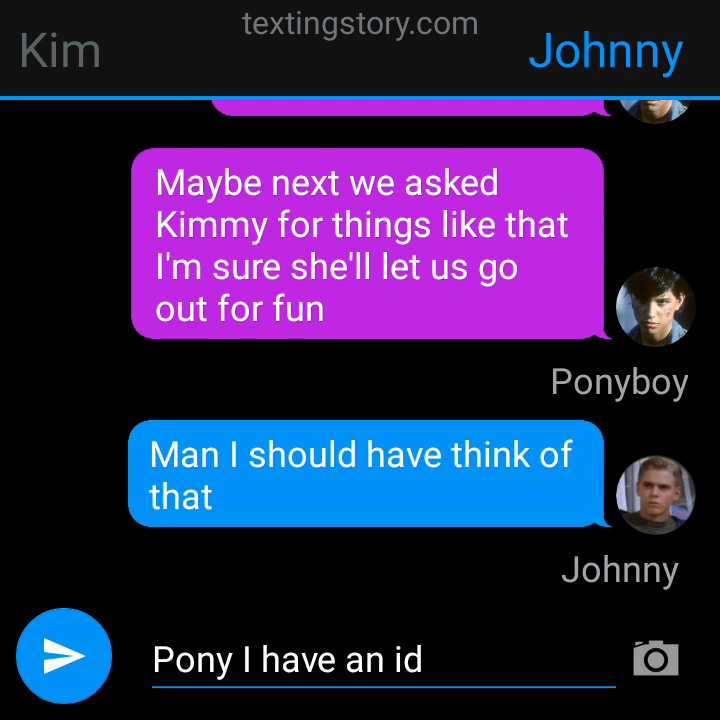 textingstory.com
Kim
Johnny
Maybe next we asked
Kimmy for things like that
I'm sure she'll let us go
out for fun
Ponyboy
Man I should have think of
that
Johnny
Pony I have an id